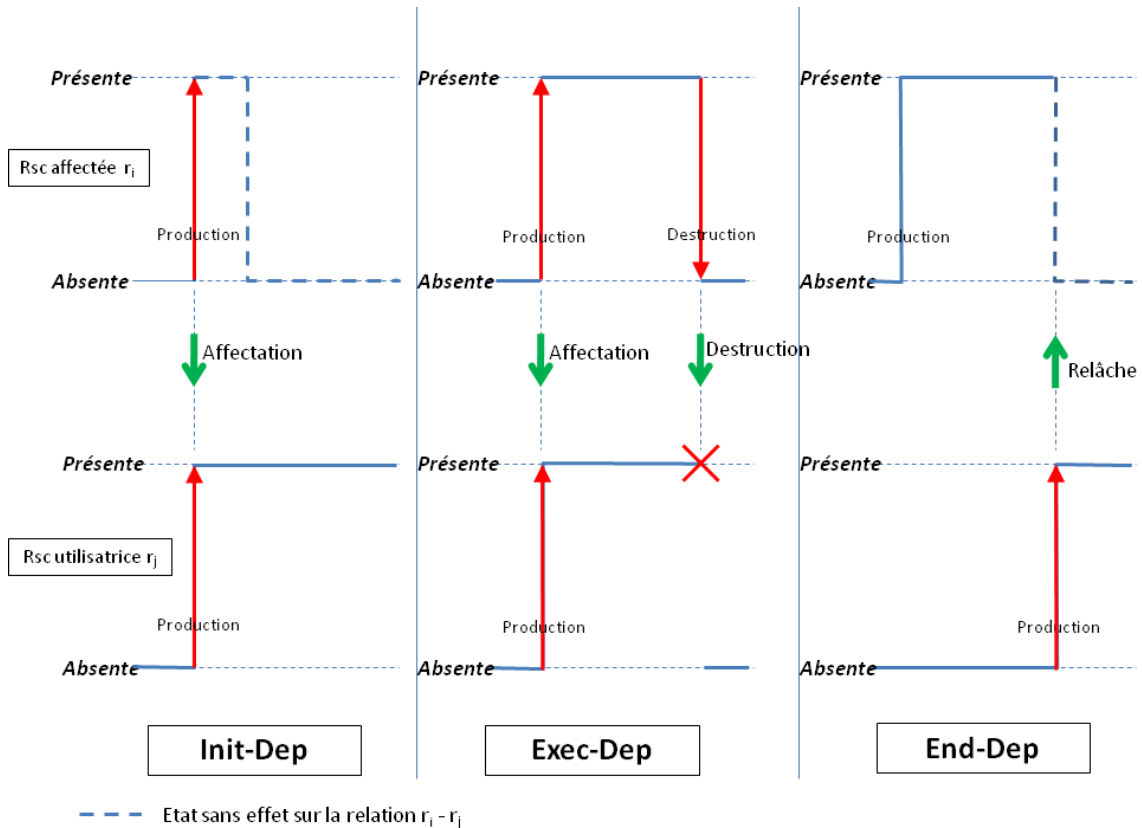 Présente
Présente
Présente
Rsc affectée ri
Production
Production
Destruction
Production
Absente
Absente
Absente
Affectation
Affectation
Destruction
Relâche
Présente
Présente
Présente
Rsc utilisatrice rj
Production
Production
Production
Absente
Absente
Absente
Init-Dep
Exec-Dep
End-Dep
Etat sans effet sur la relation ri - rj